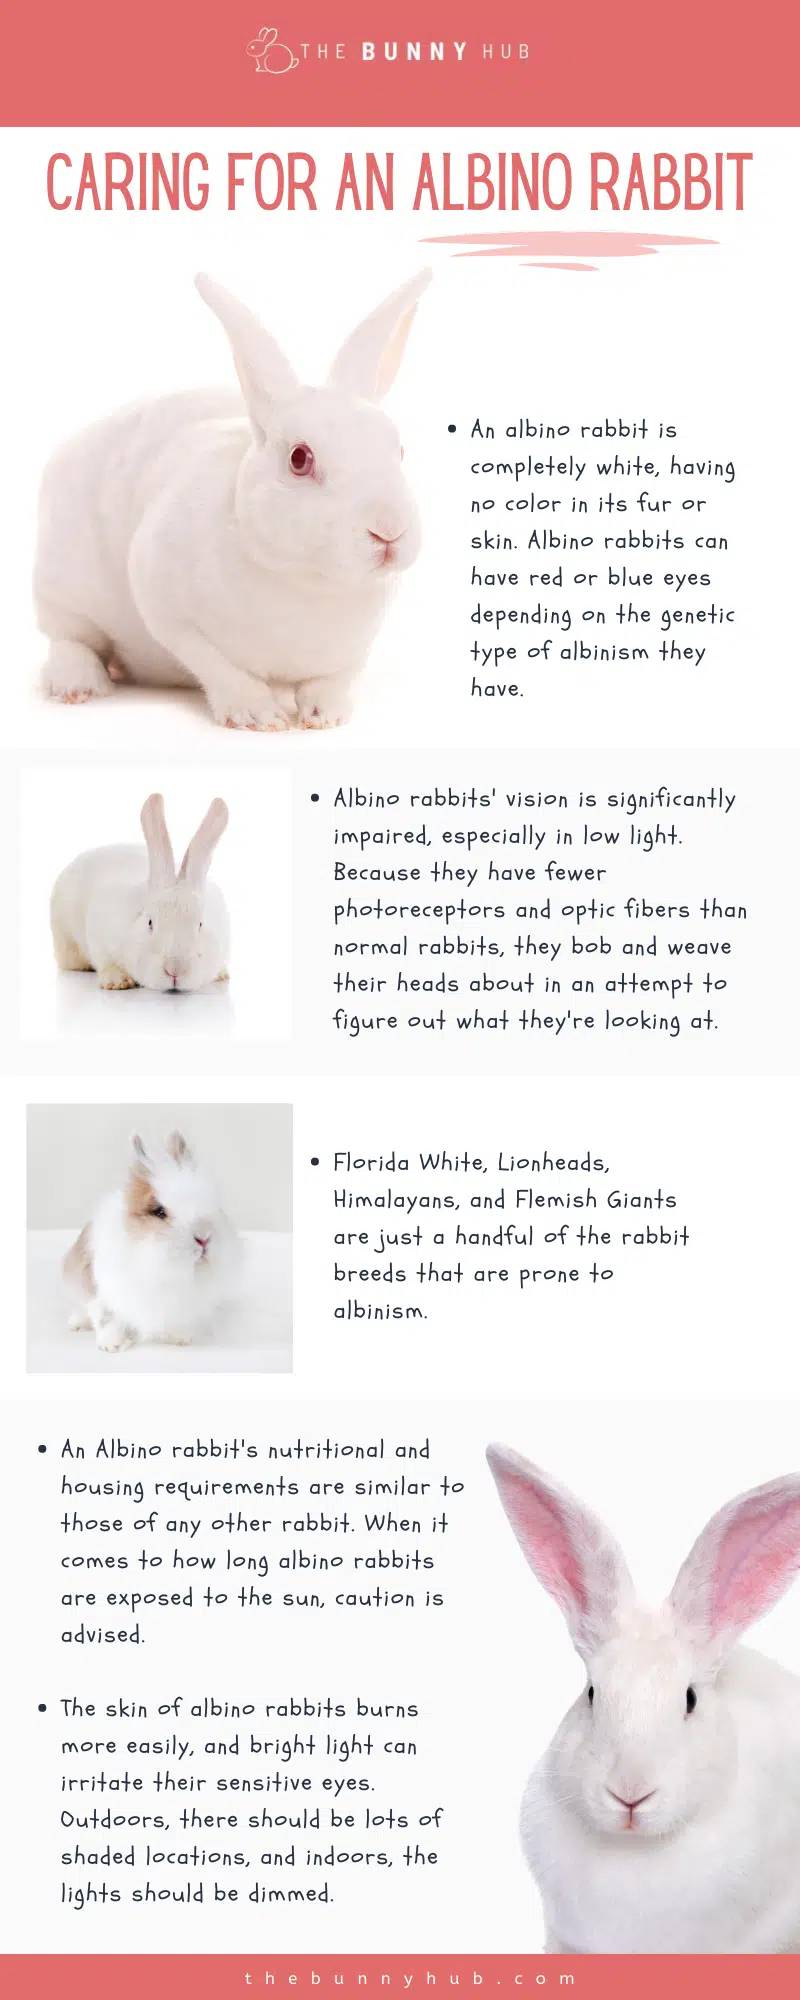 THE BUNNY HUB
CARING FOR AN ALBINO RABBIT
• An albino rabbit is
completely white, having
no color in its fur or
skin. Albino rabbits can
have red or blue eyes
depending on the genetic
type of albinism they
have.
• Albino rabbits' vision is significantly
impaired, especially in low light.
Because they have fewer
photoreceptors and optic fibers than
normal rabbits, they bob and weave
their heads about in an attempt to
figure out what they're looking at.
• Florida White, Lionheads,
Himalayans, and Flemish Giants
are just a handful of the rabbit
breeds that are prone to
albinism.
• An Albino rabbit's nutritional and
housing requirements are similar to
those of any other rabbit. When it
comes to how long albino rabbits
are exposed to the sun, caution is
advised.
• The skin of albino rabbits burns
more easily, and bright light can
irritate their sensitive eyes.
Outdoors, there should be lots of
shaded locations, and indoors, the
lights should be dimmed.
thebunnyhub.com